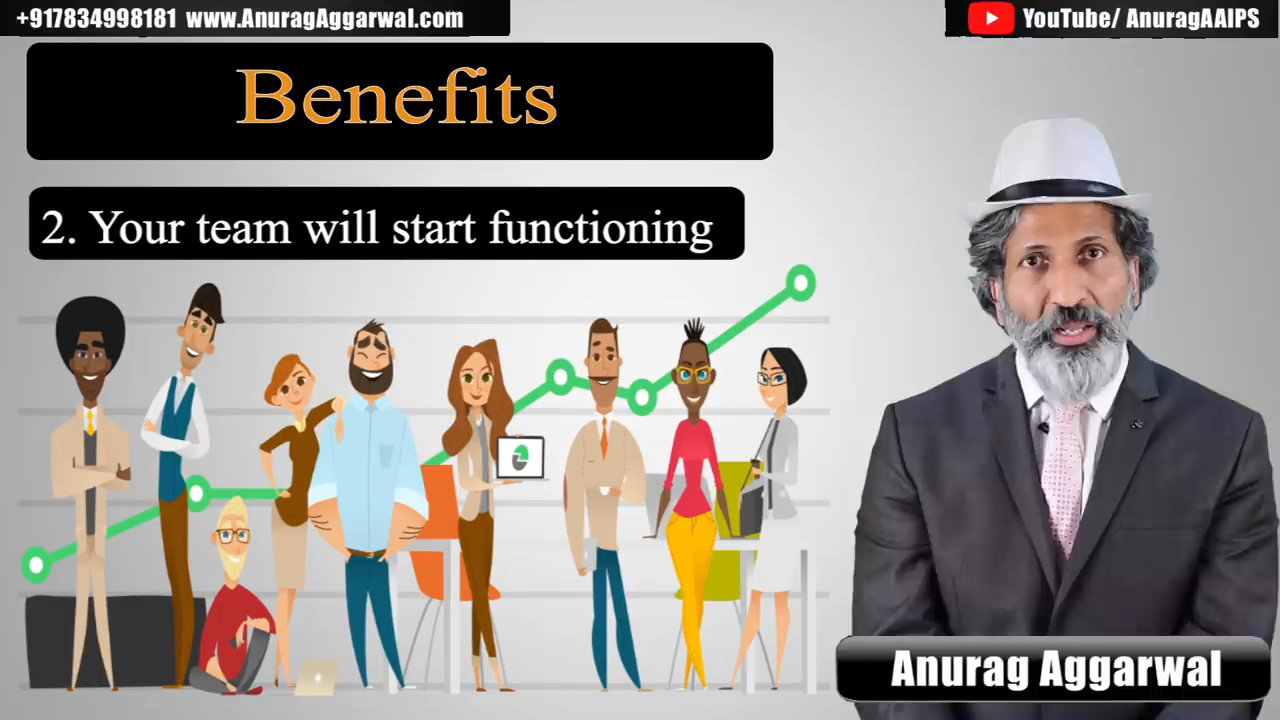 +917834998181 www.AnuragAggarwal.com
YouTube/ AnuragAAIPS
Benefits
2. Your team will start functioning
Anurag Aggarwal